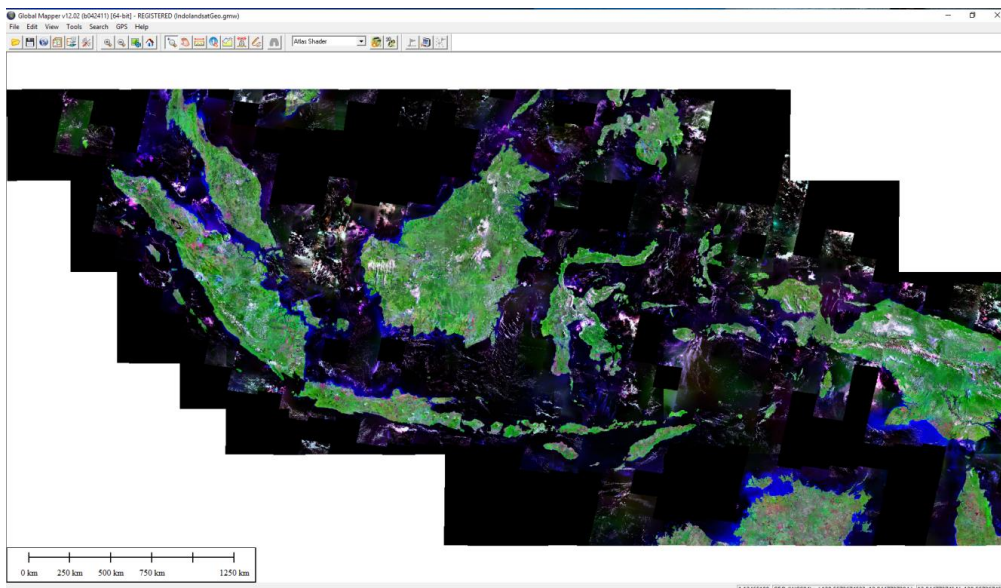 Global Mapper v12.02 (b042411) [64-bit] - REGISTERED (IndolandsatGeo.gmw)
File Edit View Tools Search GPS Help
Atlas Shader
0 km 250 km 500 km 750 km 1250 km